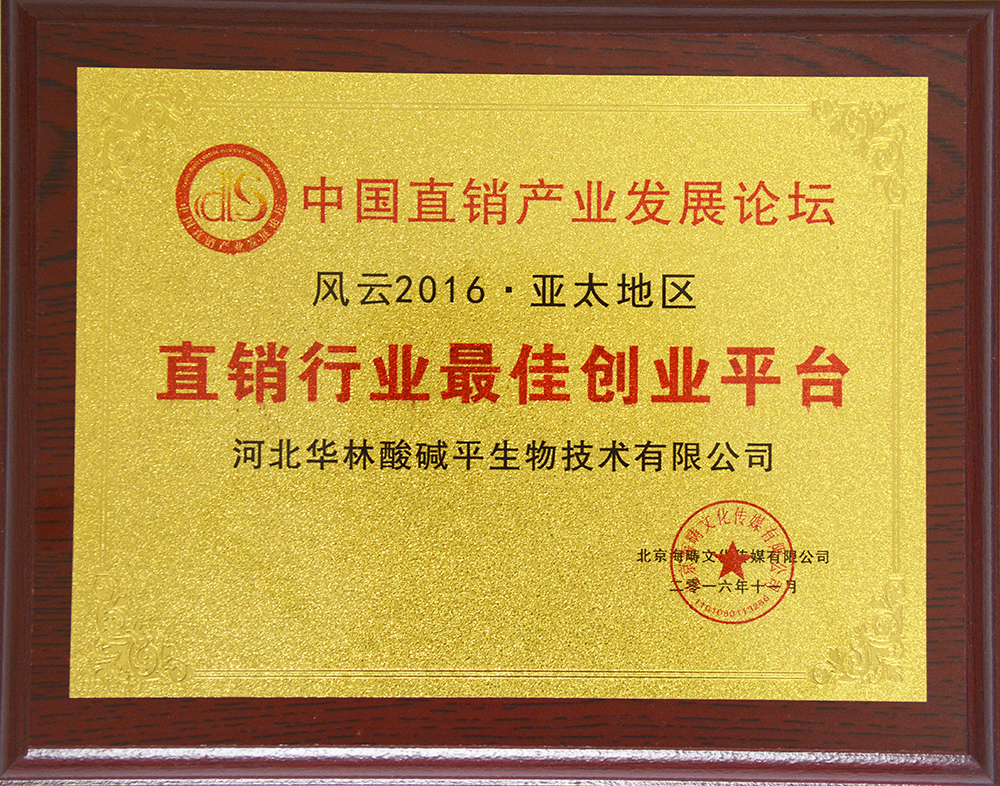 中国直销产业发展论坛
风云2016·亚太地区
直销行业最佳创业平台
河北华林酸碱平生物技术有限公司
北京海畴文化传媒有限公司
二零一六年十一月